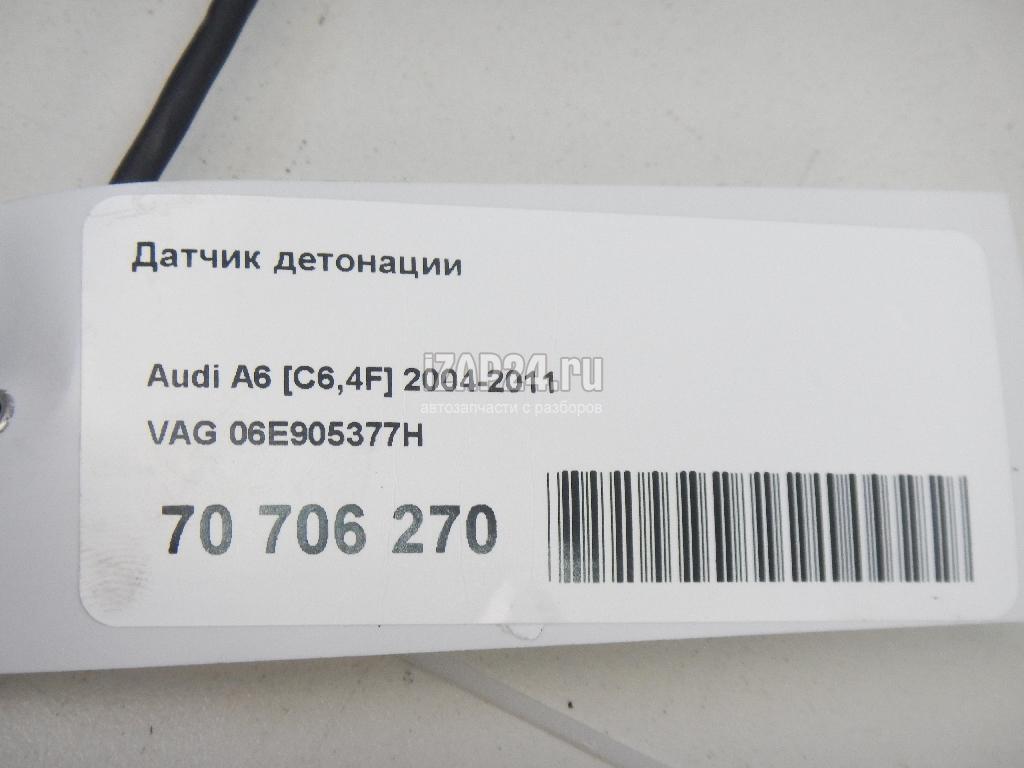 Датчик детонации
Audi A6 [C6,4F] 2004-2011
iZAP24.ru
автозапчасти с разборов
VAG 06E905377H
70 706 270